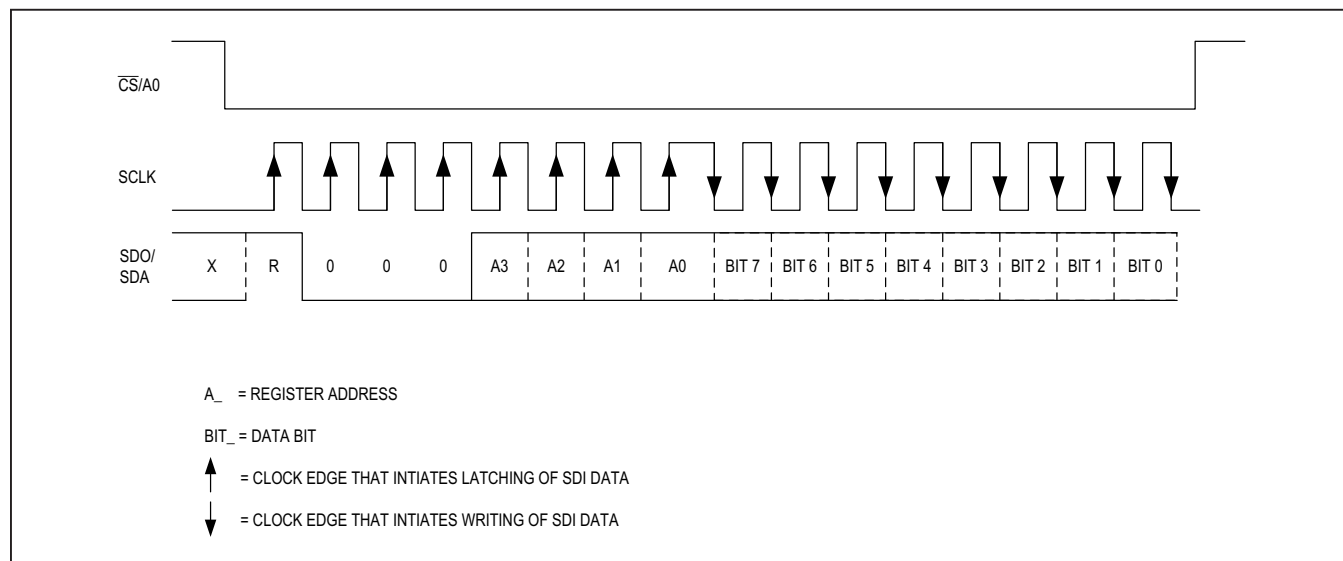 C̅S̅/A0
SCLK
SDO/
SDA
X R 0 0 0 A3 A2 A1 A0 BIT 7 BIT 6 BIT 5 BIT 4 BIT 3 BIT 2 BIT 1 BIT 0
A_ = REGISTER ADDRESS
BIT_ = DATA BIT
= CLOCK EDGE THAT INTIATES LATCHING OF SDI DATA
= CLOCK EDGE THAT INTIATES WRITING OF SDI DATA